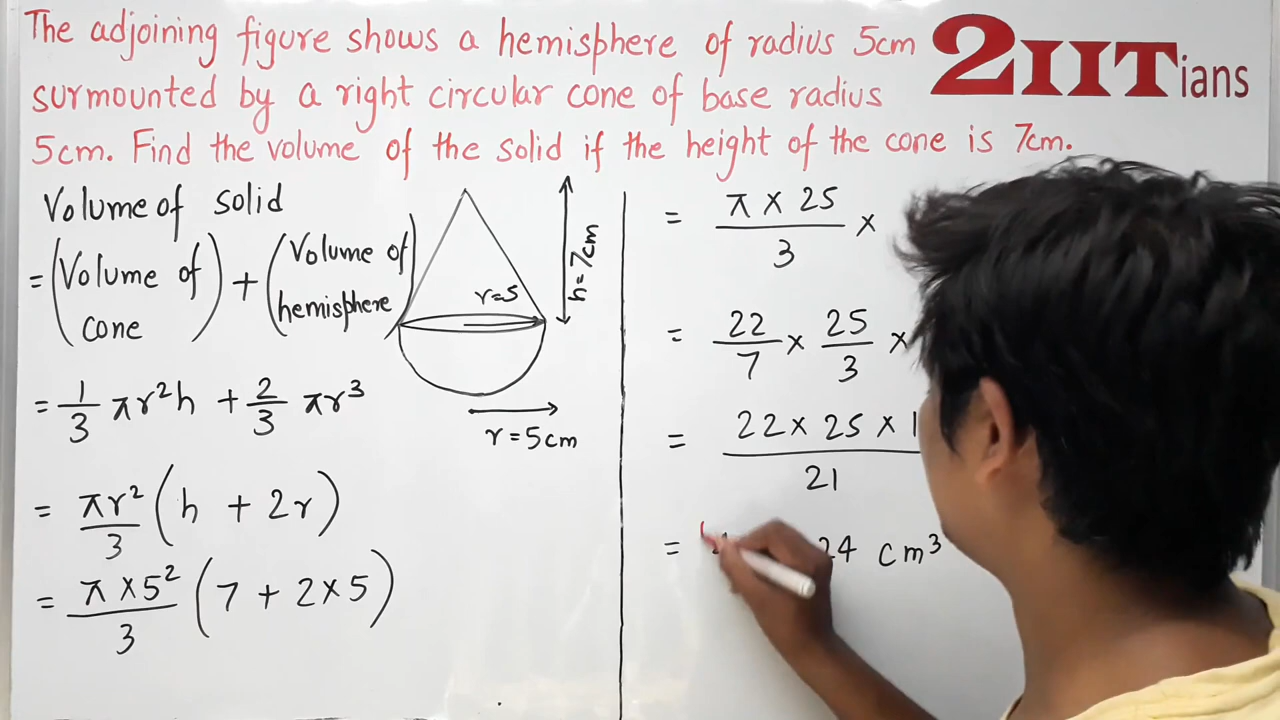 The adjoining figure shows a hemisphere of radius 5cm
surmounted by a right circular cone of base radius
5cm. Find the volume of the solid if the height of the cone is 7cm.
2IITians
Volume of solid
= (Volume of cone) + (Volume of hemisphere)
= 1/3 πr²h + 2/3 πr³
= πr²/3 (h + 2r)
= π × 5²/3 (7 + 2×5)
r=5
h=7cm
r=5cm
= π × 25/3 ×
= 22/7 × 25/3 ×
= 22 × 25 × 1 / 21
= 24 cm³